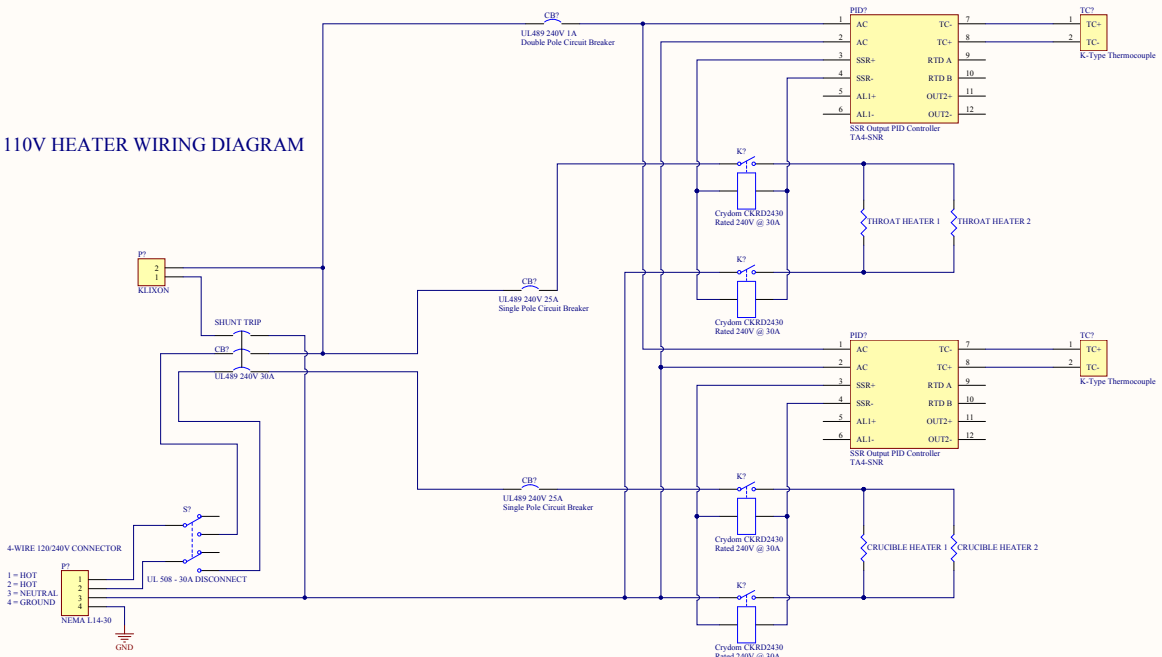 110V HEATER WIRING DIAGRAM
CB?
UL489 240V 1A
Double Pole Circuit Breaker
PID?
1 AC TC- 7
2 AC TC+ 8
3 SSR+ RTD A 9
4 SSR- RTD B 10
5 AL1+ OUT2+ 11
6 AL1- OUT2- 12
SSR Output PID Controller
TA4-SNR
TC?
1 TC+
2 TC-
K-Type Thermocouple
K?
Crydom CKRD2430
Rated 240V @ 30A
THROAT HEATER 1
THROAT HEATER 2
K?
Crydom CKRD2430
Rated 240V @ 30A
P?
2
1
KLIXON
CB?
UL489 240V 25A
Single Pole Circuit Breaker
SHUNT TRIP
CB?
UL489 240V 30A
PID?
1 AC TC- 7
2 AC TC+ 8
3 SSR+ RTD A 9
4 SSR- RTD B 10
5 AL1+ OUT2+ 11
6 AL1- OUT2- 12
SSR Output PID Controller
TA4-SNR
TC?
1 TC+
2 TC-
K-Type Thermocouple
CB?
UL489 240V 25A
Single Pole Circuit Breaker
K?
Crydom CKRD2430
Rated 240V @ 30A
CRUCIBLE HEATER 1
CRUCIBLE HEATER 2
K?
Crydom CKRD2430
Rated 240V @ 30A
S?
UL 508 - 30A DISCONNECT
4-WIRE 120/240V CONNECTOR
1 = HOT
2 = HOT
3 = NEUTRAL
4 = GROUND
P?
1
2
3
4
NEMA L14-30
GND